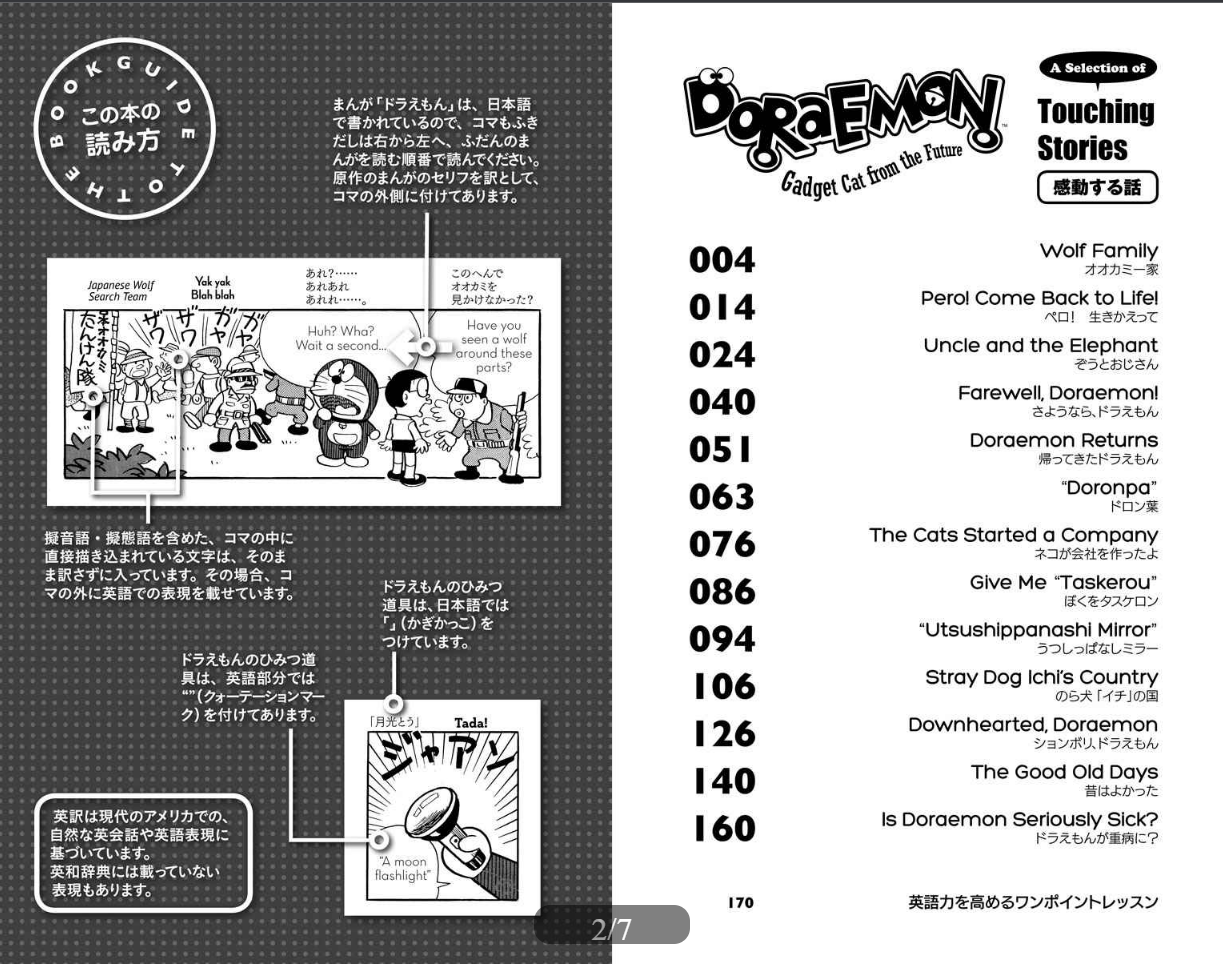 BOOK GUIDE TO THE
この本の
読み方
まんが「ドラえもん」は、日本語
で書かれているので、コマもふき
だしは右から左へ、ふだんのま
んがを読む順番で読んでください。
原作のまんがのセリフを訳として、
コマの外側に付けてあります。
Japanese Wolf
Search Team
Yak yak
Blah blah
あれ?……
あれあれ
あれれ……。
このへんで
オオカミを
見かけなかった?
オオカミ
たんけん隊
ザワ
ザワ
ガヤ
ガヤ
Huh? Wha?
Wait a second...
Have you
seen a wolf
around these
parts?
擬音語・擬態語を含めた、コマの中に
直接描き込まれている文字は、そのま
ま訳さずに入っています。その場合、コ
マの外に英語での表現を載せています。
ドラえもんのひみつ
道具は、日本語では
「」（かぎかっこ）を
つけています。
ドラえもんのひみつ道
具は、英語部分では
“”（クォーテーションマー
ク）を付けてあります。
「月光とう」
Tada!
ジャアン
“A moon
flashlight”
英訳は現代のアメリカでの、
自然な英会話や英語表現に
基づいています。
英和辞典には載っていない
表現もあります。
DORAEMON
Gadget Cat from the Future
A Selection of
Touching
Stories
感動する話
004 Wolf Family
オオカミ一家
014 Pero! Come Back to Life!
ペロ！ 生きかえって
024 Uncle and the Elephant
ぞうとおじさん
040 Farewell, Doraemon!
さようなら、ドラえもん
051 Doraemon Returns
帰ってきたドラえもん
063 “Doronpa”
ドロン葉
076 The Cats Started a Company
ネコが会社を作ったよ
086 Give Me “Taskerou”
ぼくをタスケロン
094 “Utsushippanashi Mirror”
うつしっぱなしミラー
106 Stray Dog Ichi's Country
のら犬「イチ」の国
126 Downhearted, Doraemon
ションボリ、ドラえもん
140 The Good Old Days
昔はよかった
160 Is Doraemon Seriously Sick?
ドラえもんが重病に?
170 英語力を高めるワンポイントレッスン
2/7